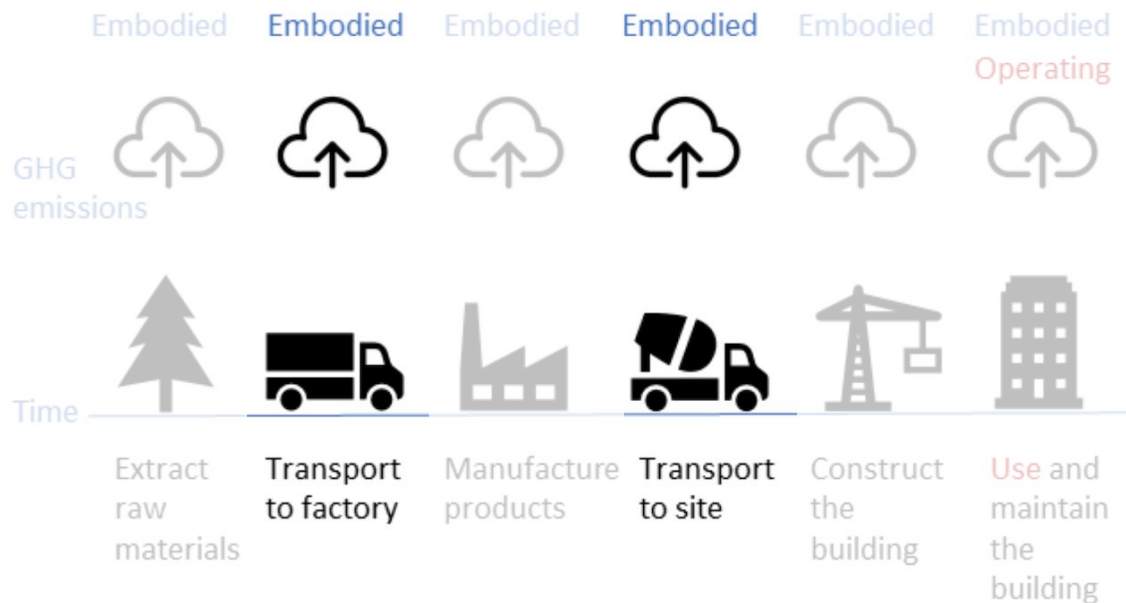 Embodied Embodied Embodied Embodied Embodied Embodied
Operating
GHG
emissions
Time
Extract
raw
materials
Transport
to factory
Manufacture
products
Transport
to site
Construct
the
building
Use and
maintain
the
building